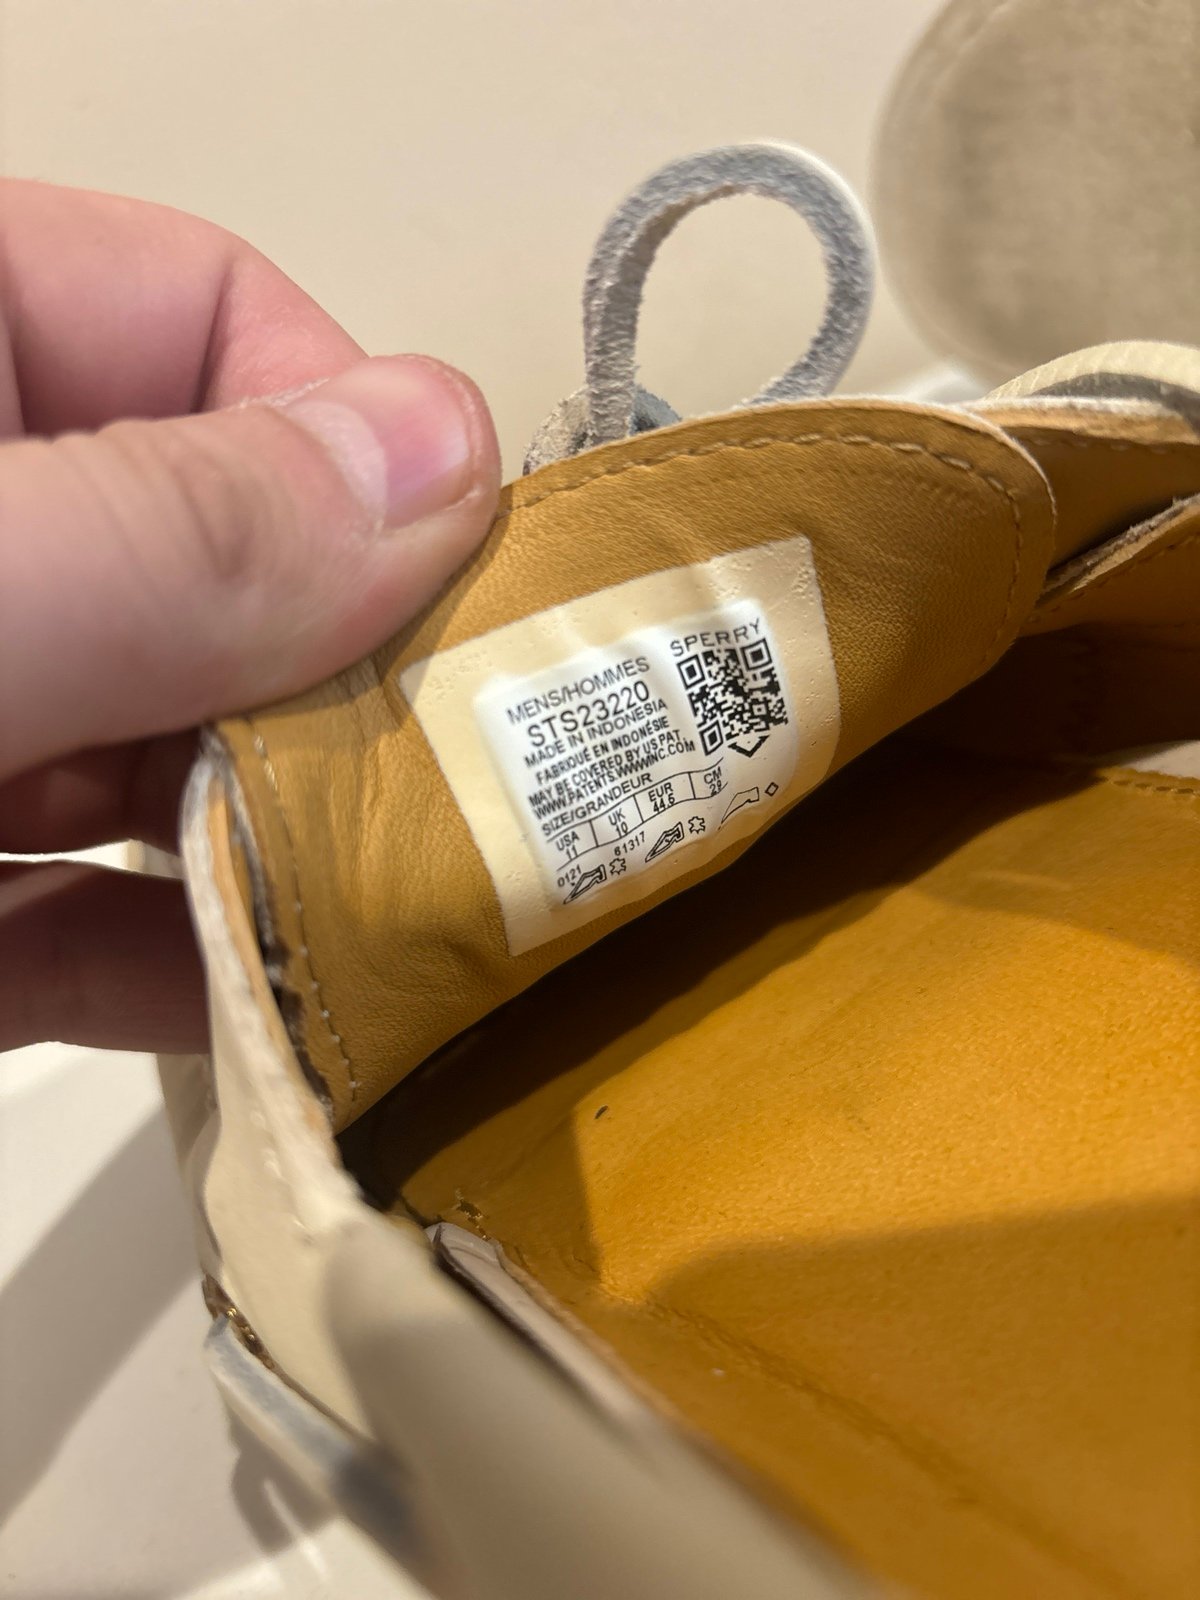 SPERRY
MENS/HOMMES
STS23220
MADE IN INDONESIA
FABRIQUÉ EN INDONÉSIE
MAY BE COVERED BY US PAT.
WWW.PATENTS.WWWINC.COM
SIZE/GRANDEUR
USA UK EUR CM
11 10 44.5 29
0121 61317